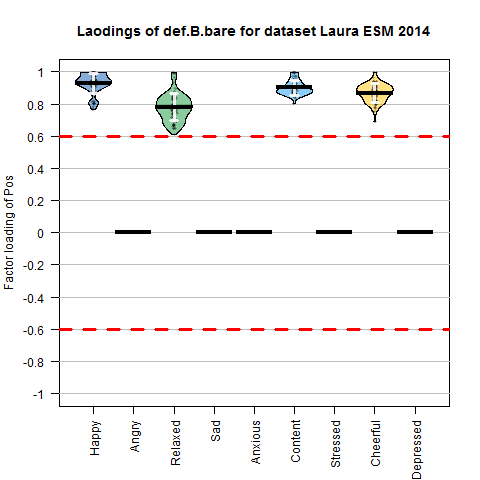 Laodings of def.B.bare for dataset Laura ESM 2014
Factor loading of Pos
1
0.8
0.6
0.4
0.2
0
-0.2
-0.4
-0.6
-0.8
-1
Happy
Angry
Relaxed
Sad
Anxious
Content
Stressed
Cheerful
Depressed